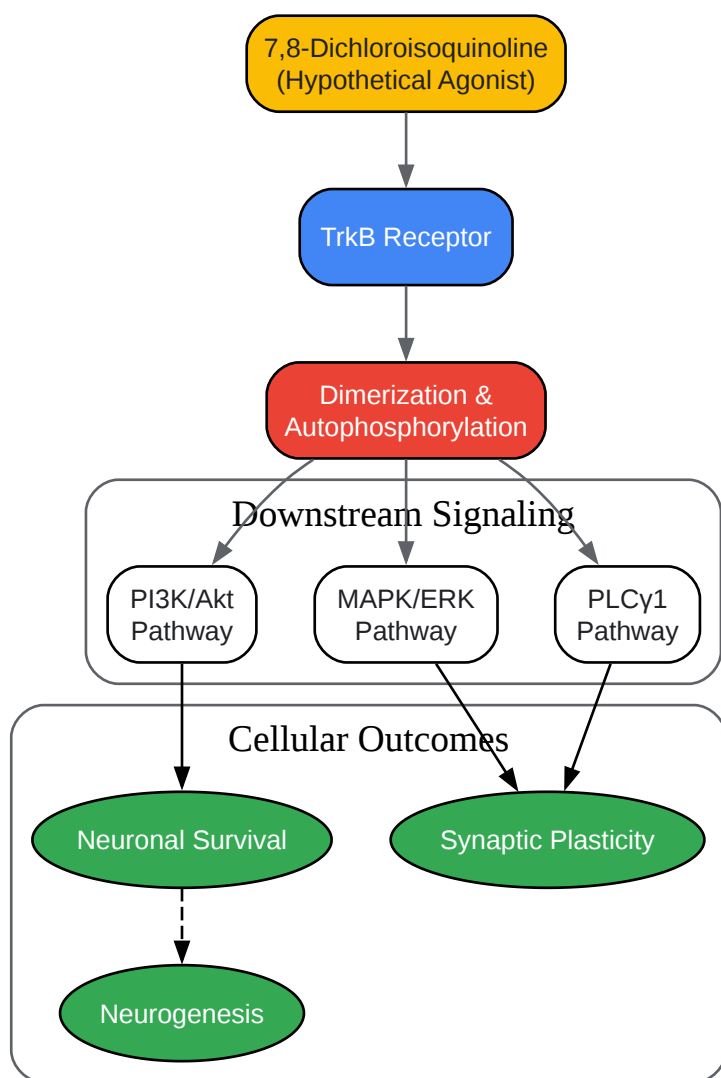 7,8-Dichloroisoquinoline
(Hypothetical Agonist)
TrkB Receptor
Dimerization &
Autophosphorylation
Downstream Signaling
PI3K/Akt
Pathway
MAPK/ERK
Pathway
PLCγ1
Pathway
Cellular Outcomes
Neuronal Survival
Synaptic Plasticity
Neurogenesis